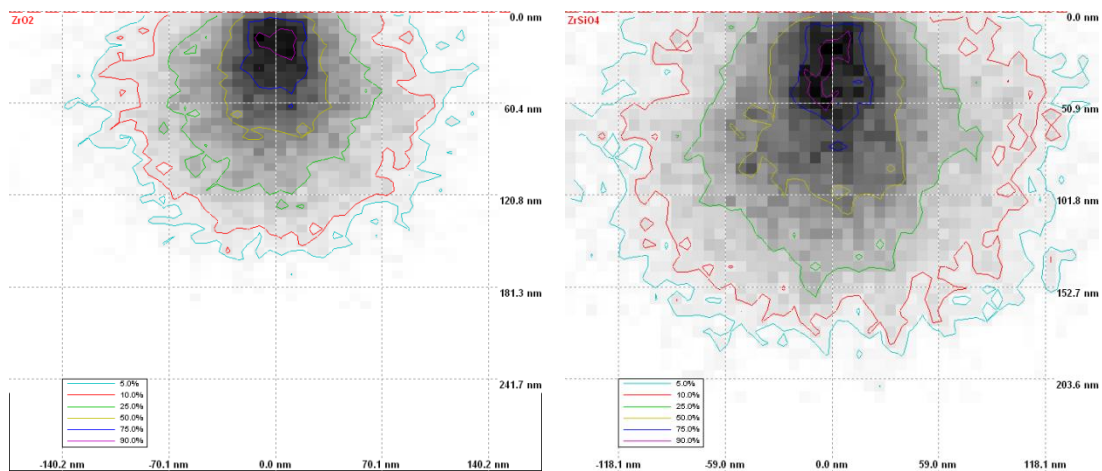 ZrO2
0.0 nm
60.4 nm
120.8 nm
181.3 nm
241.7 nm
5.0%
10.0%
25.0%
50.0%
75.0%
90.0%
-140.2 nm
-70.1 nm
0.0 nm
70.1 nm
140.2 nm
ZrSiO4
0.0 nm
50.9 nm
101.8 nm
152.7 nm
203.6 nm
5.0%
10.0%
25.0%
50.0%
75.0%
90.0%
-118.1 nm
-59.0 nm
0.0 nm
59.0 nm
118.1 nm